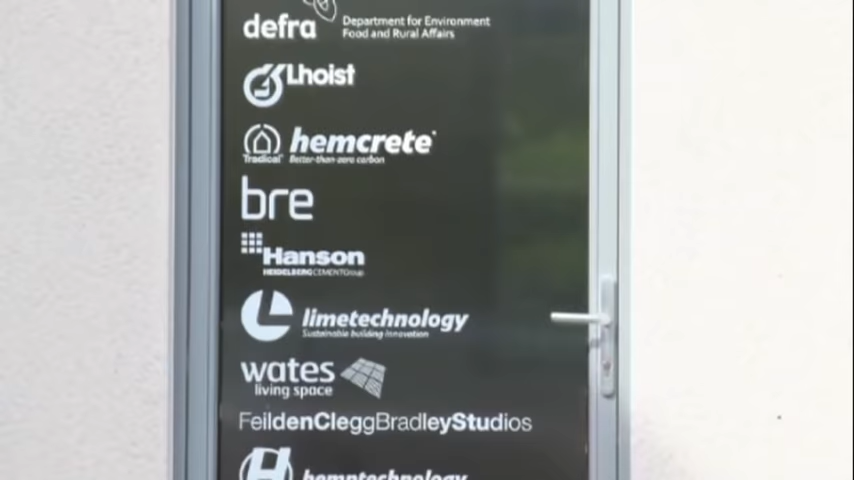 defra
Department for Environment
Food and Rural Affairs
Lhoist
Tradical
hemcrete
Better-than-zero carbon
bre
Hanson
HEIDELBERGCEMENTGroup
limetechnology
Sustainable building innovation
wates
living space
FeildenCleggBradleyStudios
hemptechnology